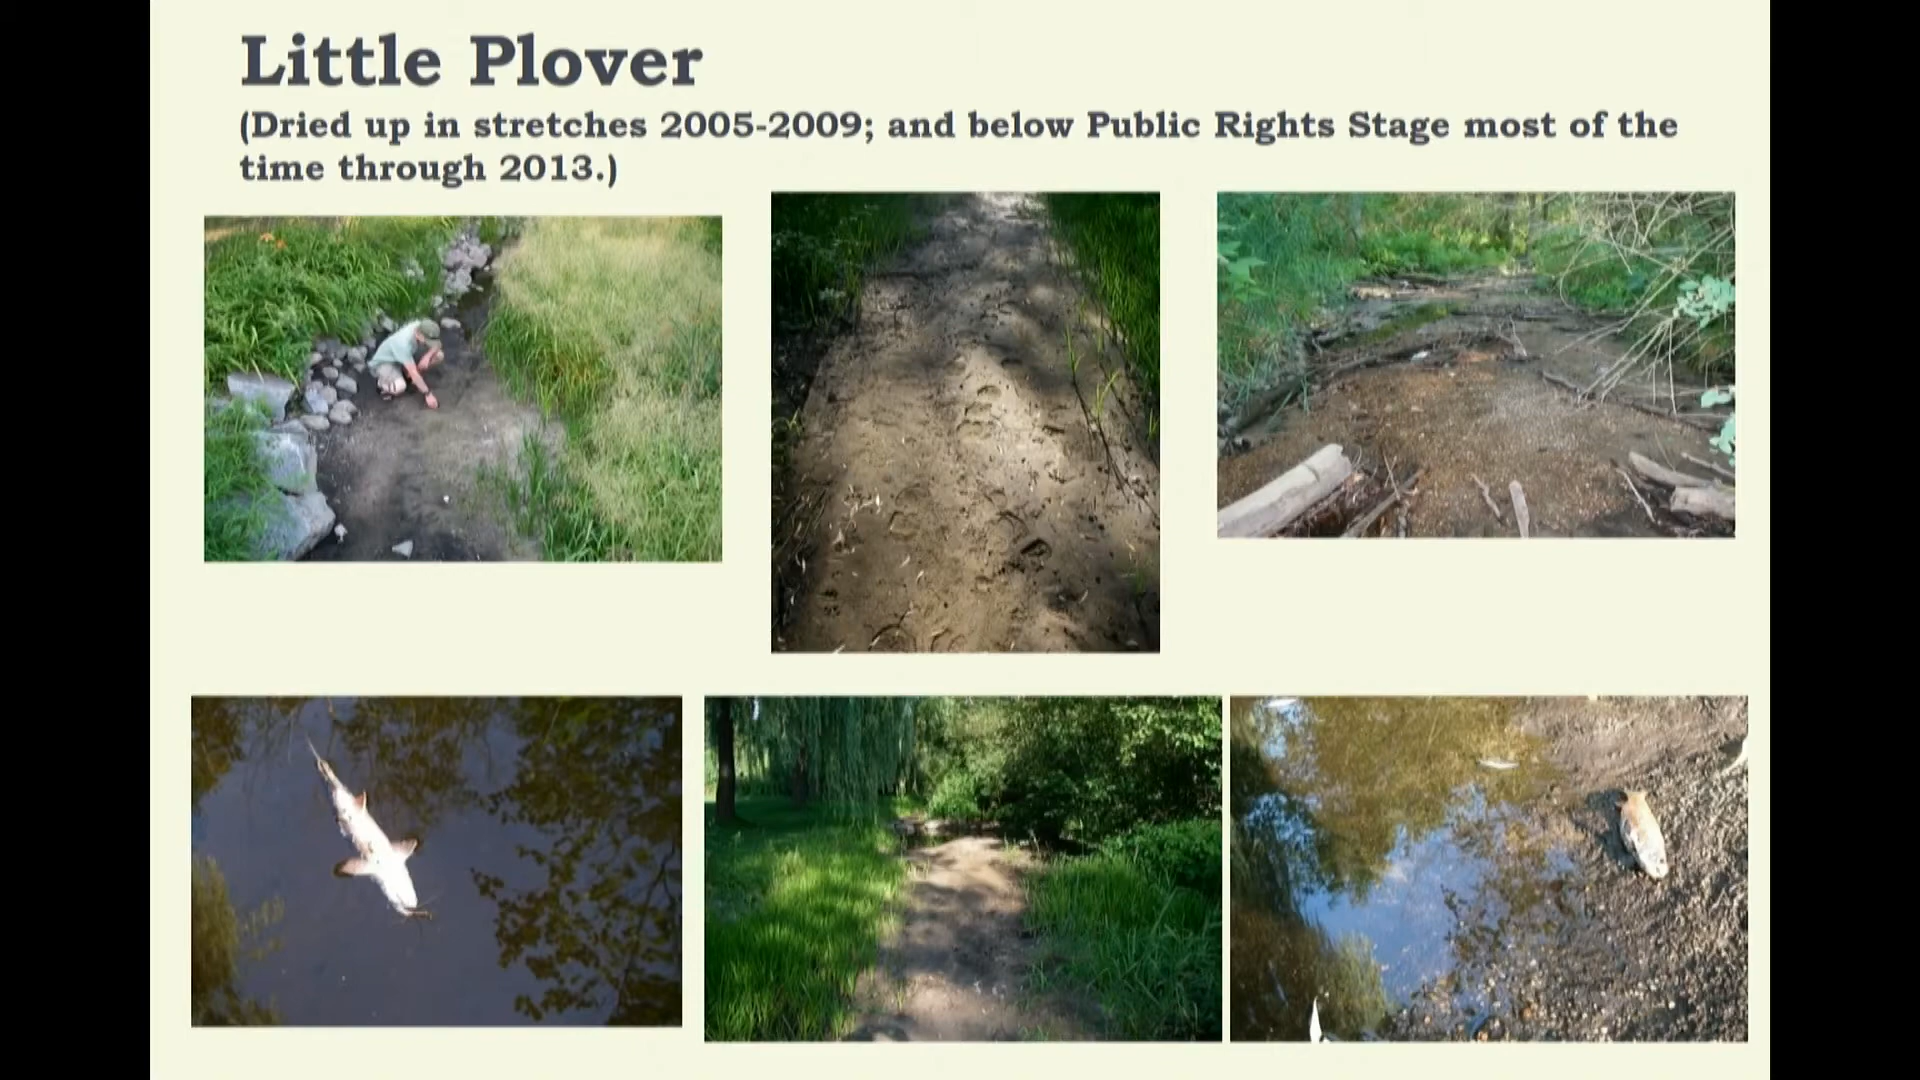 Little Plover
(Dried up in stretches 2005-2009; and below Public Rights Stage most of the
time through 2013.)